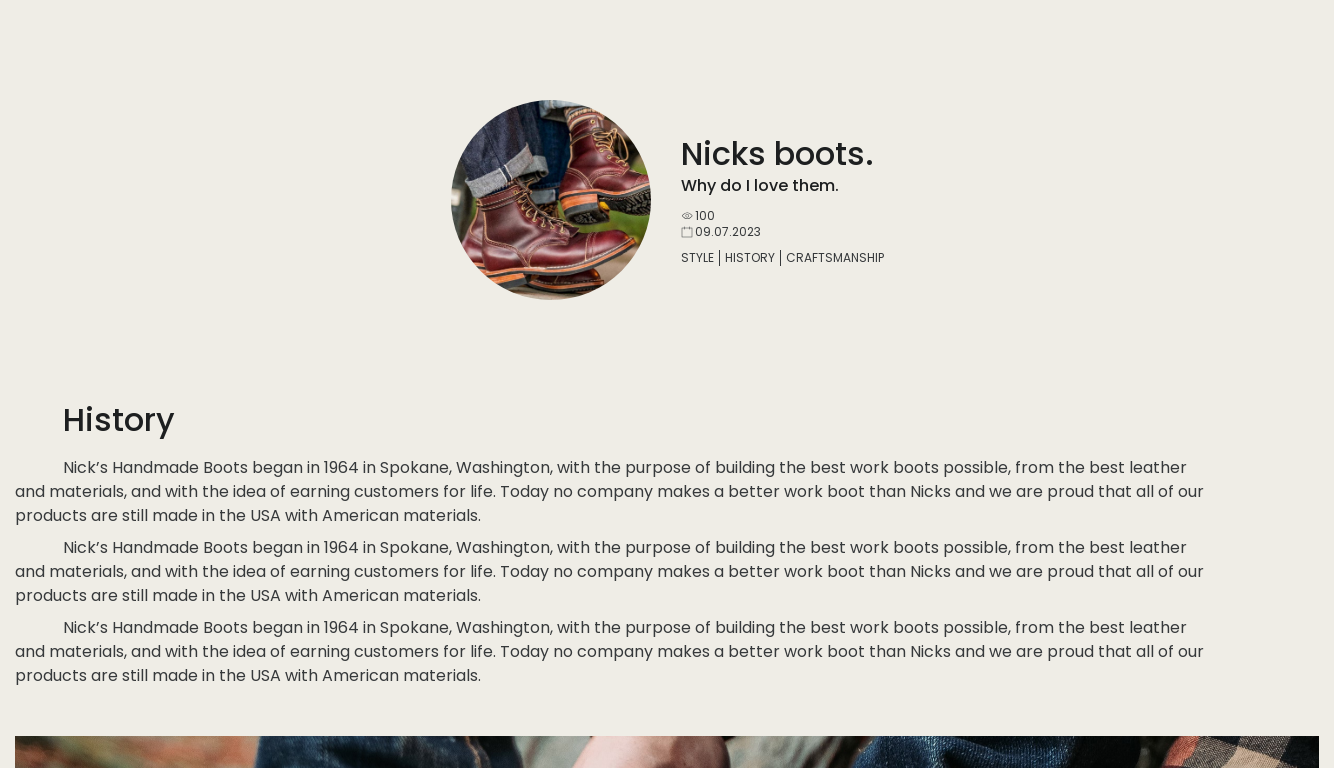 Nicks boots.
Why do I love them.
100
09.07.2023
STYLE | HISTORY | CRAFTSMANSHIP
History
Nick’s Handmade Boots began in 1964 in Spokane, Washington, with the purpose of building the best work boots possible, from the best leather
and materials, and with the idea of earning customers for life. Today no company makes a better work boot than Nicks and we are proud that all of our
products are still made in the USA with American materials.
Nick’s Handmade Boots began in 1964 in Spokane, Washington, with the purpose of building the best work boots possible, from the best leather
and materials, and with the idea of earning customers for life. Today no company makes a better work boot than Nicks and we are proud that all of our
products are still made in the USA with American materials.
Nick’s Handmade Boots began in 1964 in Spokane, Washington, with the purpose of building the best work boots possible, from the best leather
and materials, and with the idea of earning customers for life. Today no company makes a better work boot than Nicks and we are proud that all of our
products are still made in the USA with American materials.